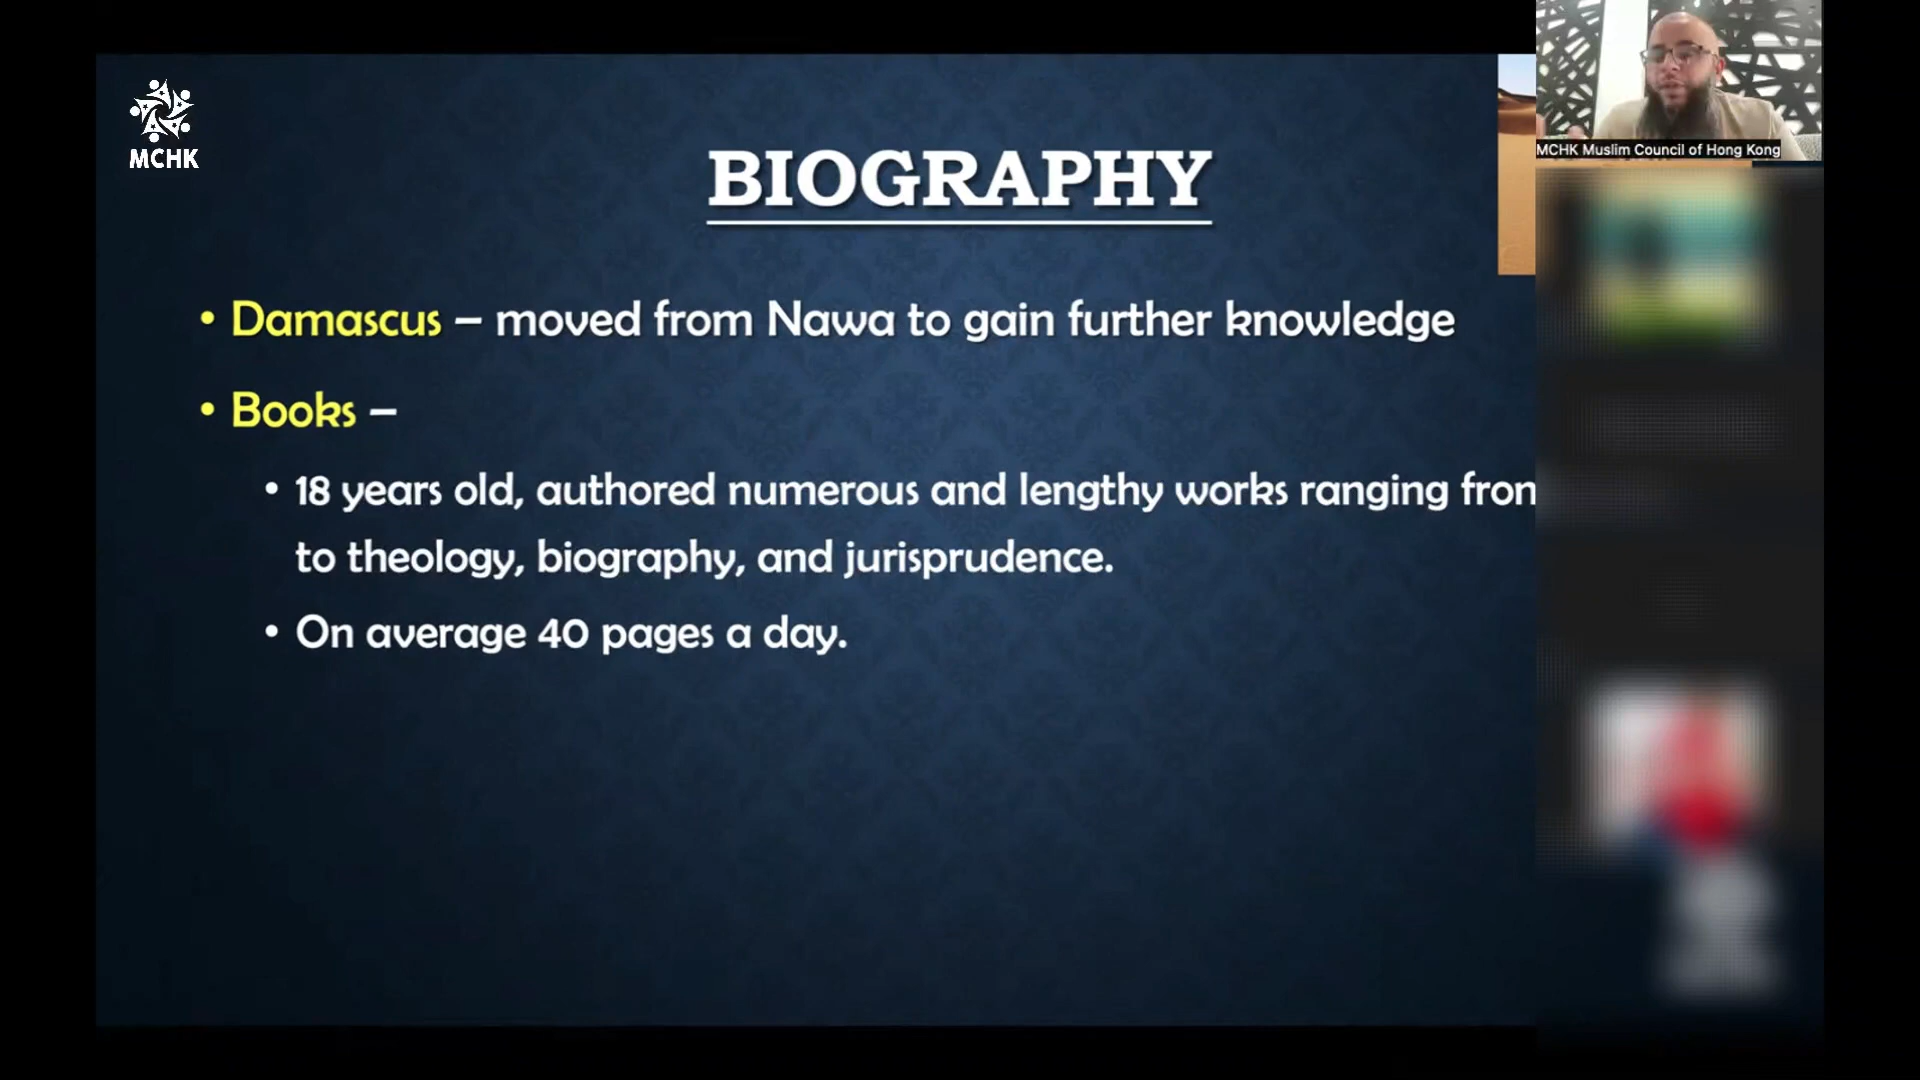 MCHK
MCHK Muslim Council of Hong Kong
BIOGRAPHY
• Damascus – moved from Nawa to gain further knowledge
• Books –
• 18 years old, authored numerous and lengthy works ranging
to theology, biography, and jurisprudence.
• On average 40 pages a day.